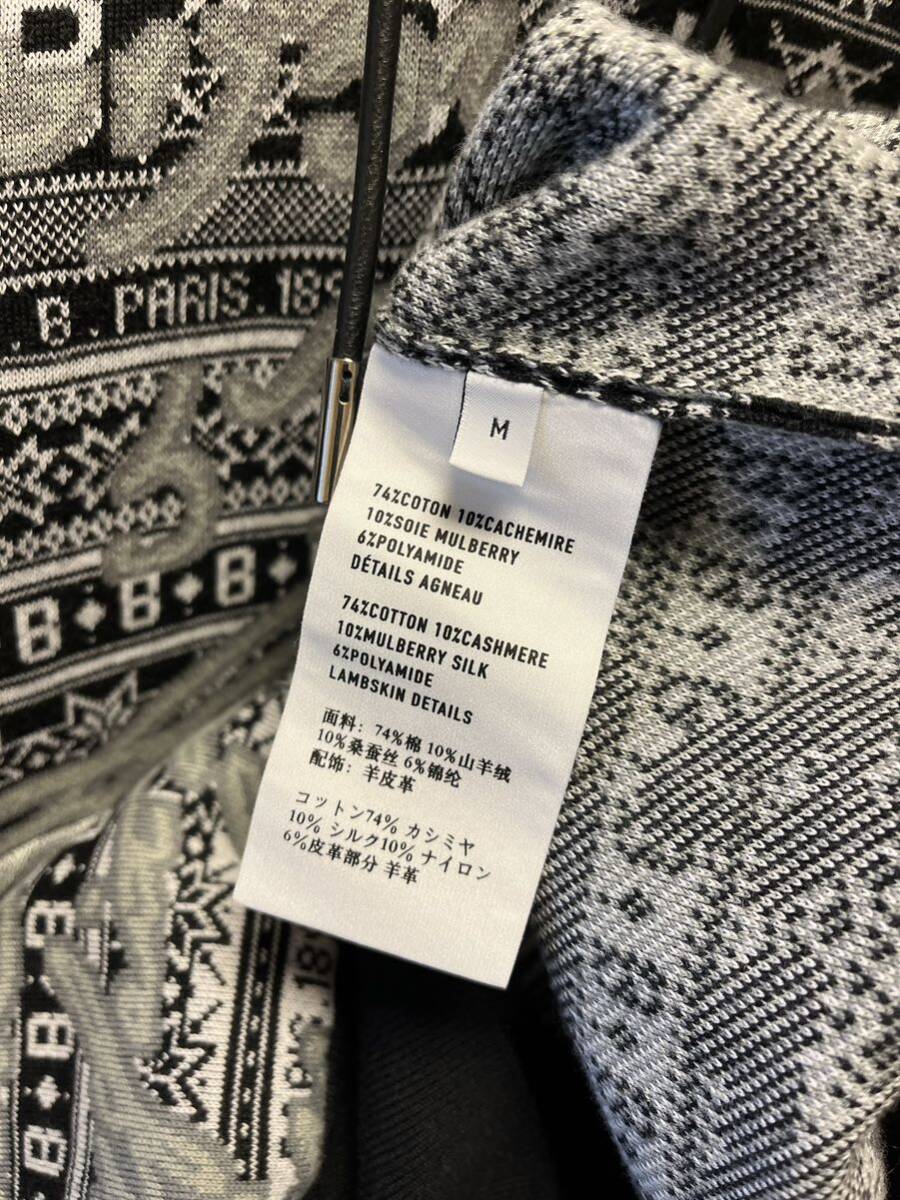 B
. B . PARIS . 189
B B B
M
74%COTON 10%CACHEMIRE
10%SOIE MULBERRY
6%POLYAMIDE
DÉTAILS AGNEAU
74%COTTON 10%CASHMERE
10%MULBERRY SILK
6%POLYAMIDE
LAMBSKIN DETAILS
面料: 74%棉 10%山羊绒
10%桑蚕丝 6%锦纶
配饰: 羊皮革
コットン74% カシミヤ
10% シルク10% ナイロン
6%皮革部分 羊革
B B B
RIS . 18